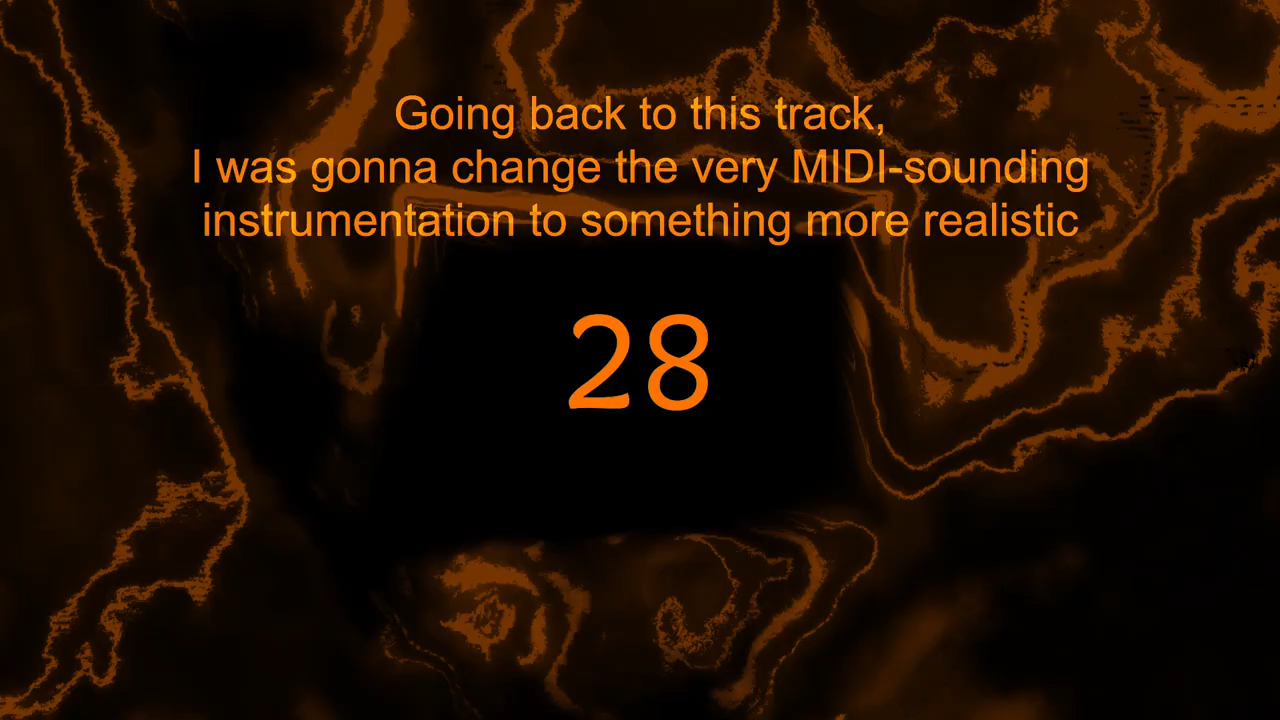 Going back to this track,
I was gonna change the very MIDI-sounding
instrumentation to something more realistic
28